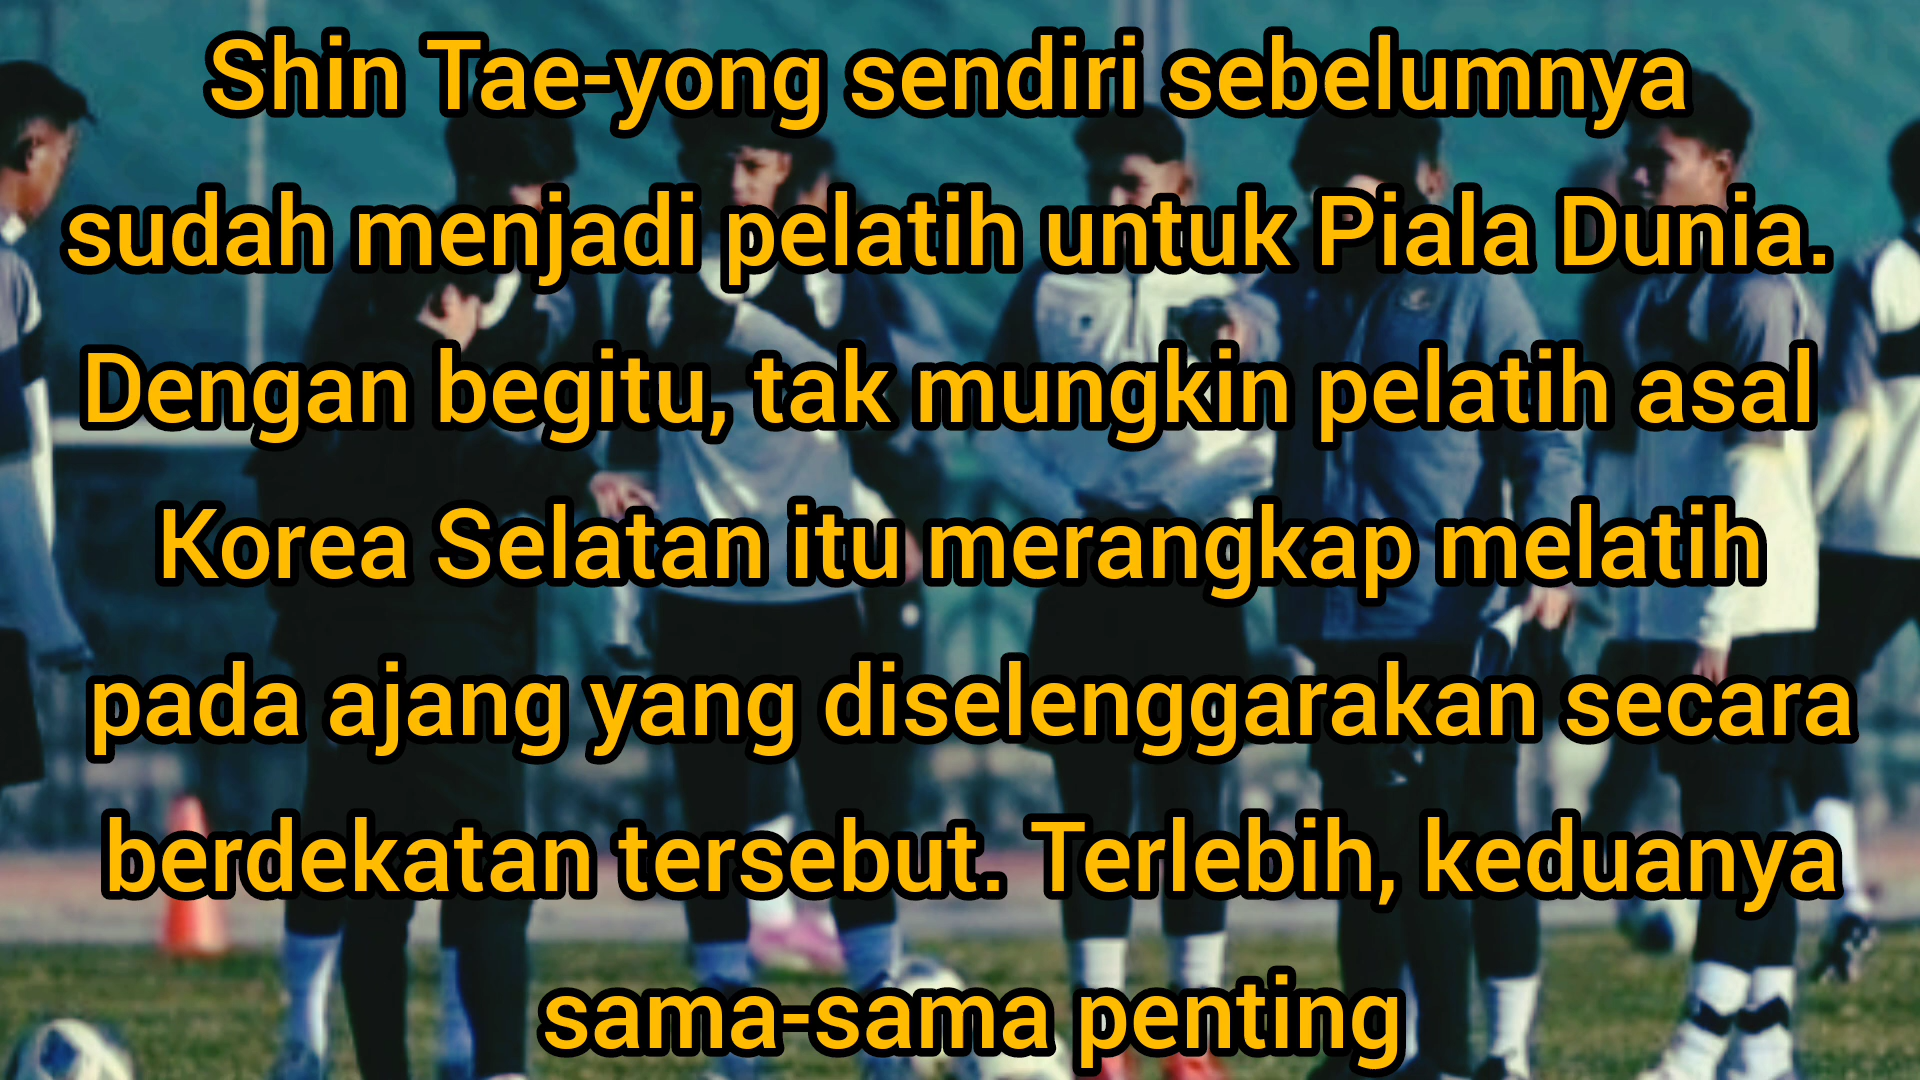 Shin Tae-yong sendiri sebelumnya
sudah menjadi pelatih untuk Piala Dunia.
Dengan begitu, tak mungkin pelatih asal
Korea Selatan itu merangkap melatih
pada ajang yang diselenggarakan secara
berdekatan tersebut. Terlebih, keduanya
sama-sama penting